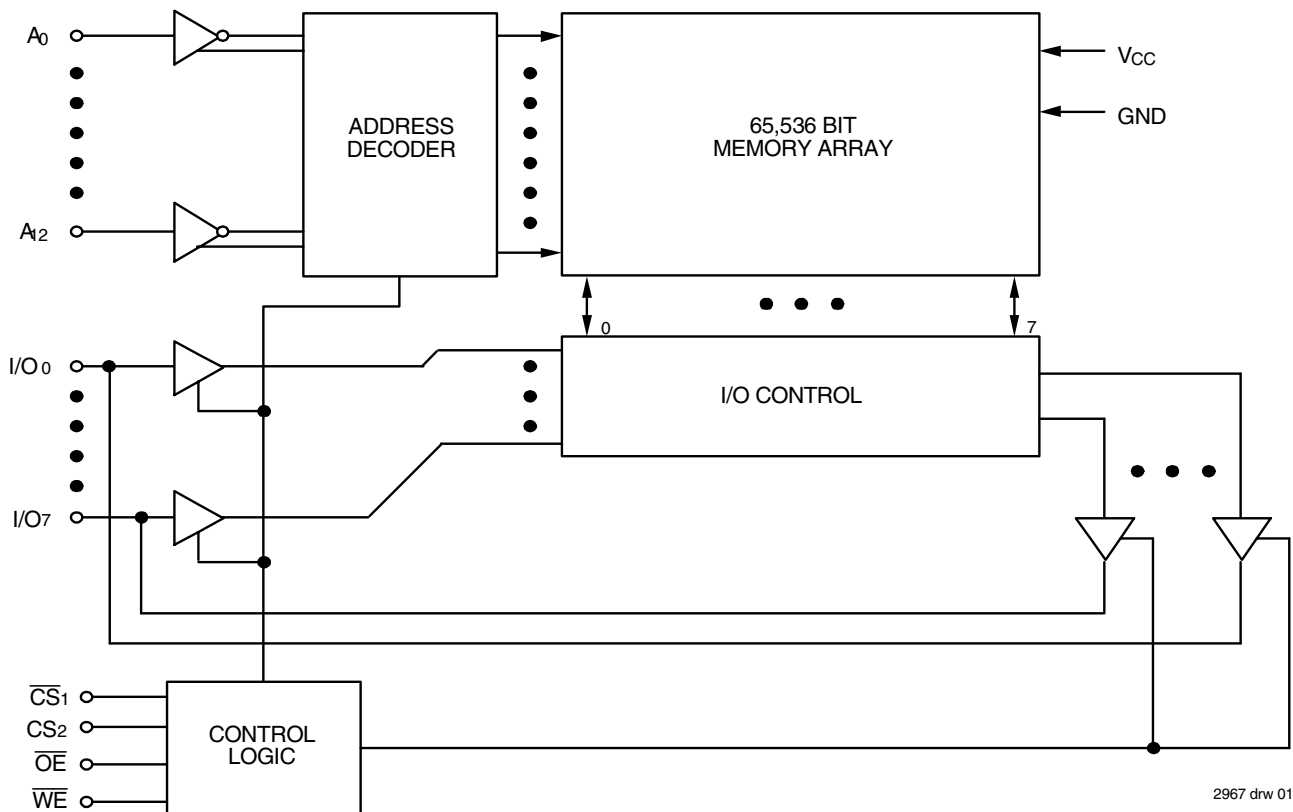 A0
VCC
GND
ADDRESS
DECODER
65,536 BIT
MEMORY ARRAY
A12
0
7
I/O 0
I/O CONTROL
I/O7
CS1
CS2
OE
WE
CONTROL
LOGIC
2967 drw 01